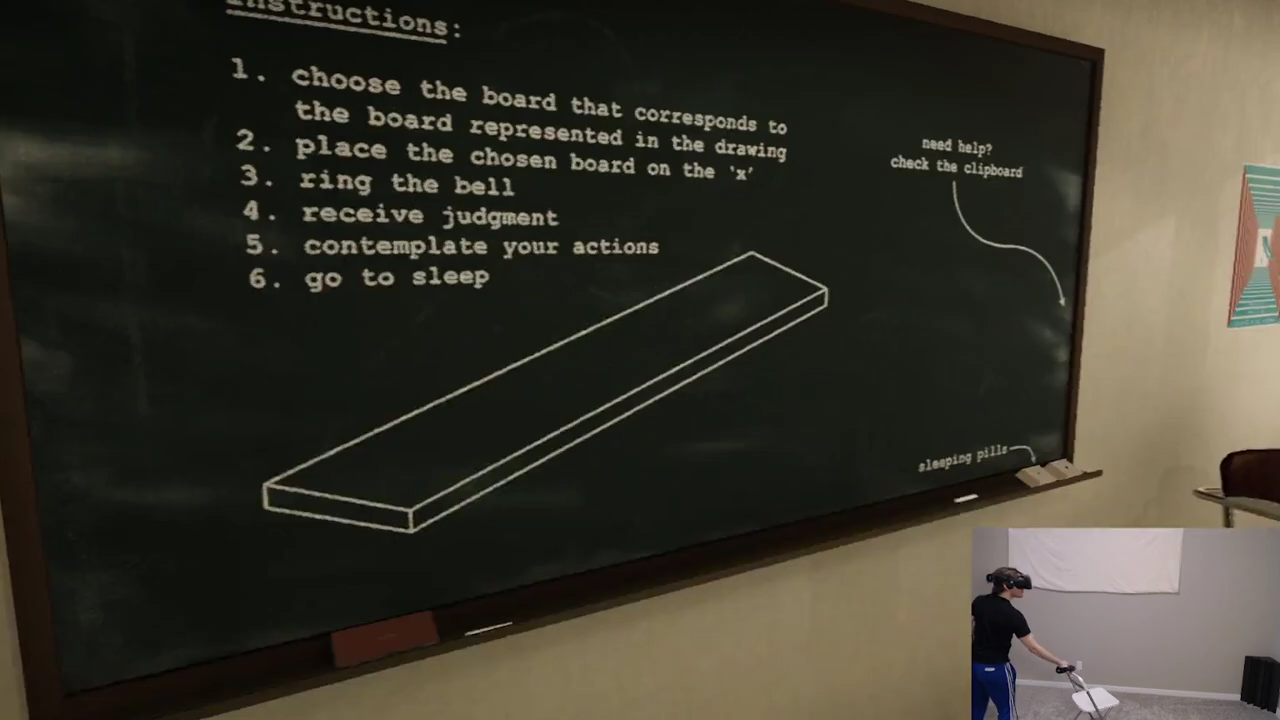 instructions:
1. choose the board that corresponds to
the board represented in the drawing
2. place the chosen board on the 'x'
3. ring the bell
4. receive judgment
5. contemplate your actions
6. go to sleep
need help?
check the clipboard
sleeping pills